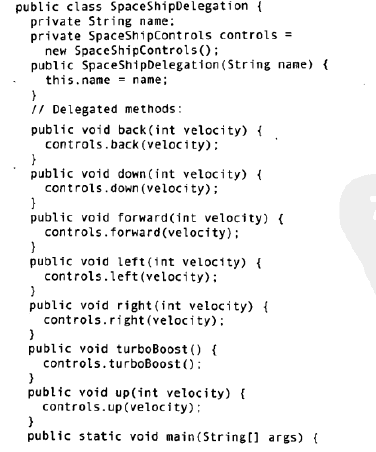 public class SpaceShipDelegation {
private String name;
private SpaceShipControls controls =
new SpaceShipControls();
public SpaceShipDelegation(String name) {
this.name = name;
}
// Delegated methods:
public void back(int velocity) {
controls.back(velocity);
}
public void down(int velocity) {
controls.down(velocity);
}
public void forward(int velocity) {
controls.forward(velocity);
}
public void left(int velocity) {
controls.left(velocity);
}
public void right(int velocity) {
controls.right(velocity);
}
public void turboBoost() {
controls.turboBoost();
}
public void up(int velocity) {
controls.up(velocity);
}
public static void main(String[] args) {